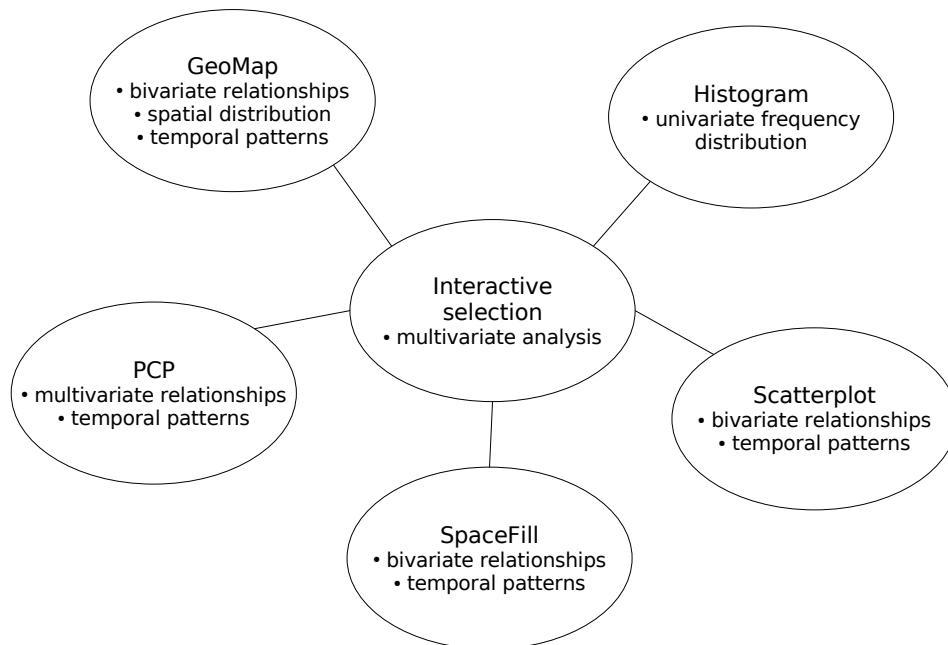 GeoMap
• bivariate relationships
• spatial distribution
• temporal patterns
Histogram
• univariate frequency
distribution
Interactive
selection
• multivariate analysis
PCP
• multivariate relationships
• temporal patterns
Scatterplot
• bivariate relationships
• temporal patterns
SpaceFill
• bivariate relationships
• temporal patterns